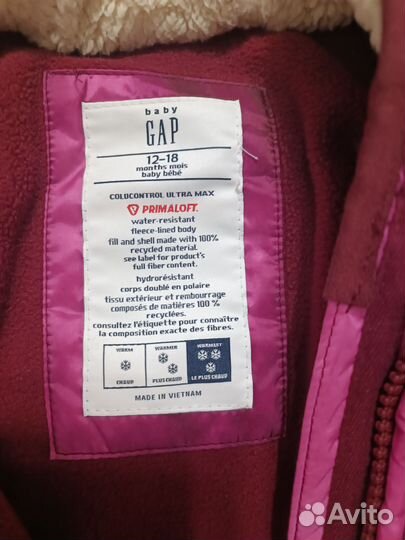 baby
GAP
12-18
months mois
baby bébé
COLDCONTROL ULTRA MAX
PRIMALOFT.
water-resistant
fleece-lined body
fill and shell made with 100%
recycled material.
see label for product's
full fiber content.
hydrorésistant
corps doublé en polaire
tissu extérieur et rembourrage
composés de matières 100 %
recyclées.
consultez l'étiquette pour connaître
la composition exacte des fibres.
WARM WARMER WARMEST
CHAUD PLUS CHAUD LE PLUS CHAUD
MADE IN VIETNAM
Avito